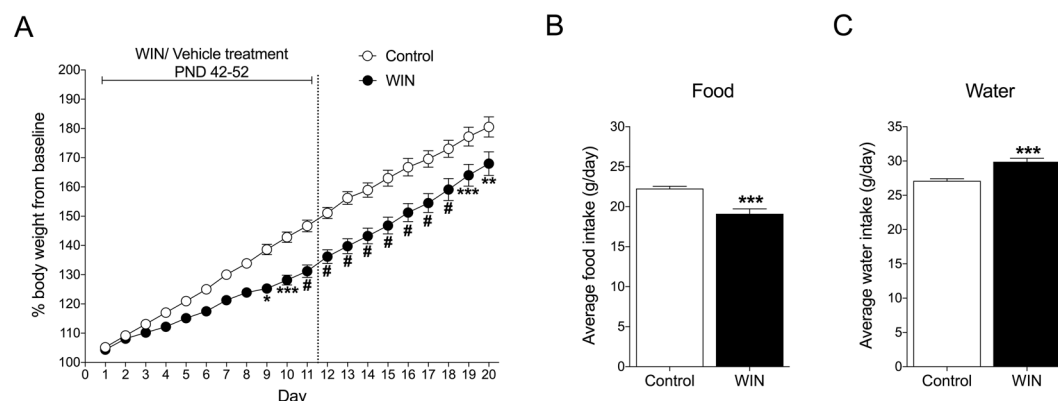 A
WIN/ Vehicle treatment
PND 42-52
Control
WIN
% body weight from baseline
200
190
180
170
160
150
140
130
120
110
100
* *** # # # # # # # # *** **
0 1 2 3 4 5 6 7 8 9 10 11 12 13 14 15 16 17 18 19 20
Day
B
Food
Average food intake (g/day)
30
25
20
15
10
5
0
***
Control WIN
C
Water
Average water intake (g/day)
35
30
25
20
15
10
5
0
***
Control WIN